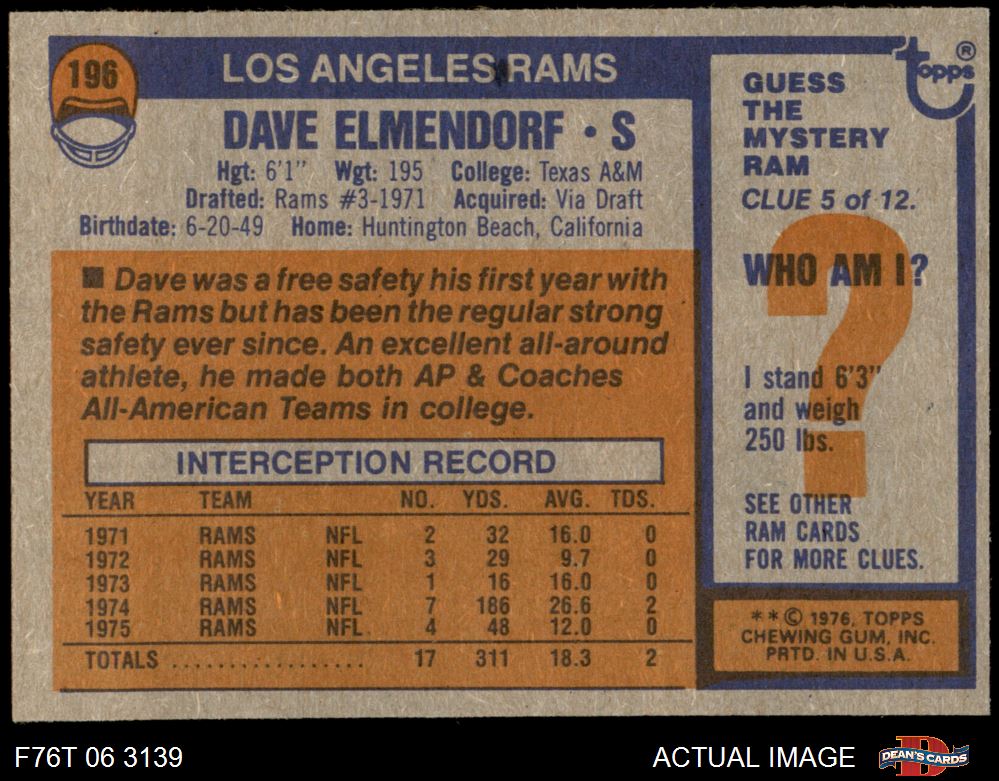 196
LOS ANGELES RAMS
DAVE ELMENDORF • S
Hgt: 6'1" Wgt: 195 College: Texas A&M
Drafted: Rams #3-1971 Acquired: Via Draft
Birthdate: 6-20-49 Home: Huntington Beach, California
■ Dave was a free safety his first year with
the Rams but has been the regular strong
safety ever since. An excellent all-around
athlete, he made both AP & Coaches
All-American Teams in college.
INTERCEPTION RECORD
YEAR TEAM NO. YDS. AVG. TDS.
1971 RAMS NFL 2 32 16.0 0
1972 RAMS NFL 3 29 9.7 0
1973 RAMS NFL 1 16 16.0 0
1974 RAMS NFL 7 186 26.6 2
1975 RAMS NFL 4 48 12.0 0
TOTALS .................. 17 311 18.3 2
topps ®
GUESS
THE
MYSTERY
RAM
CLUE 5 of 12.
?
WHO AM I?
I stand 6'3"
and weigh
250 lbs.
SEE OTHER
RAM CARDS
FOR MORE CLUES.
* * © 1976, TOPPS
CHEWING GUM, INC.
PRTD. IN U.S.A.
F76T 06 3139 ACTUAL IMAGE DEAN'S CARDS